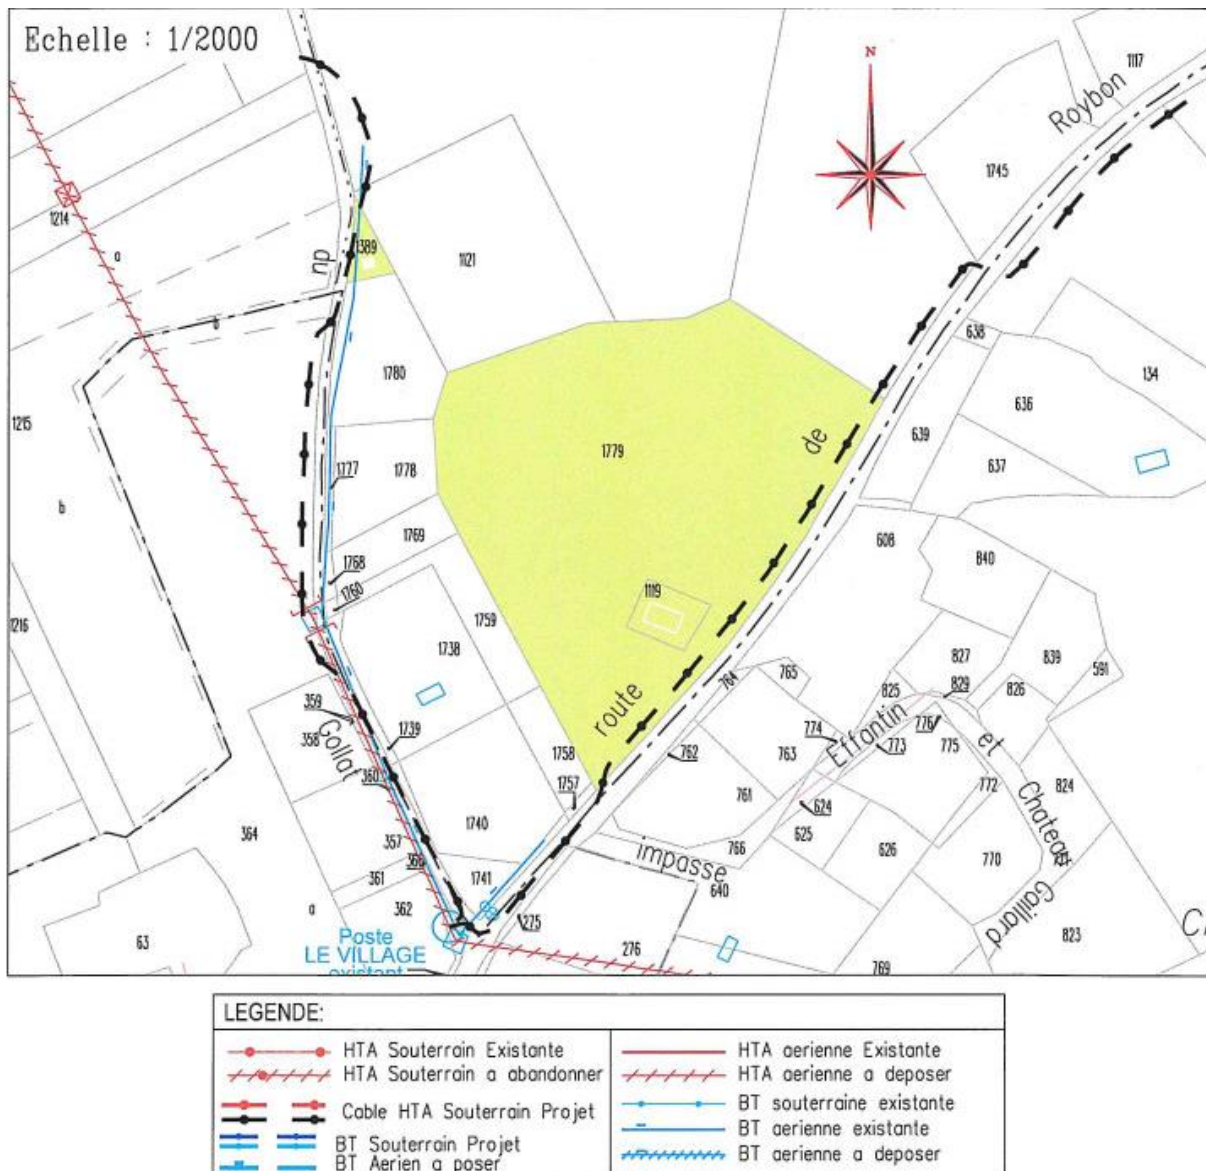 Echelle : 1/2000
N
Roybon
1117
1745
1214
a
1389
1121
du
b
638
134
1780
636
1215
de
639
1779
637
1777
1778
b
608
1769
840
1768
1760
1119
1216
1759
1738
827
839
591
765
764
825
829
826
359
route
774
Effantin
776
358
Gollat
1739
773
775
et
1758
762
763
360
1757
772
824
761
624
Chateau
357
1740
625
766
626
impasse
770
771
364
361
1741
640
Gaillard
a
362
275
823
63
Poste
LE VILLAGE
existant
276
769
LEGENDE:
HTA Souterrain Existante
HTA Souterrain a abandonner
Cable HTA Souterrain Projet
BT Souterrain Projet
BT Aerien a poser
HTA aerienne Existante
HTA aerienne a deposer
BT souterraine existante
BT aerienne existante
BT aerienne a deposer